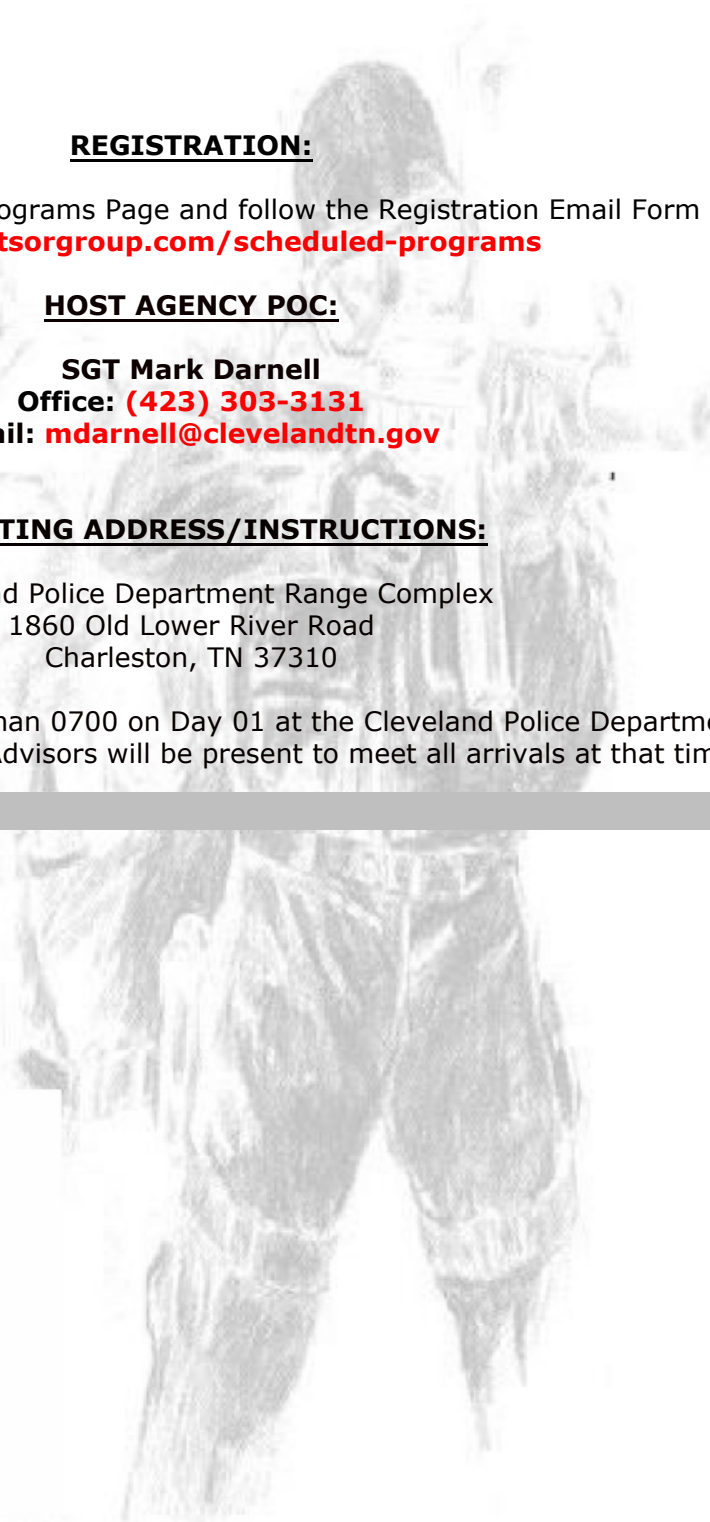 REGISTRATION:
ograms Page and follow the Registration Email Form
tsorgroup.com/scheduled-programs
HOST AGENCY POC:
SGT Mark Darnell
Office: (423) 303-3131
il: mdarnell@clevelandtn.gov
TING ADDRESS/INSTRUCTIONS:
d Police Department Range Complex
1860 Old Lower River Road
Charleston, TN 37310
han 0700 on Day 01 at the Cleveland Police Departme
dvisors will be present to meet all arrivals at that tim